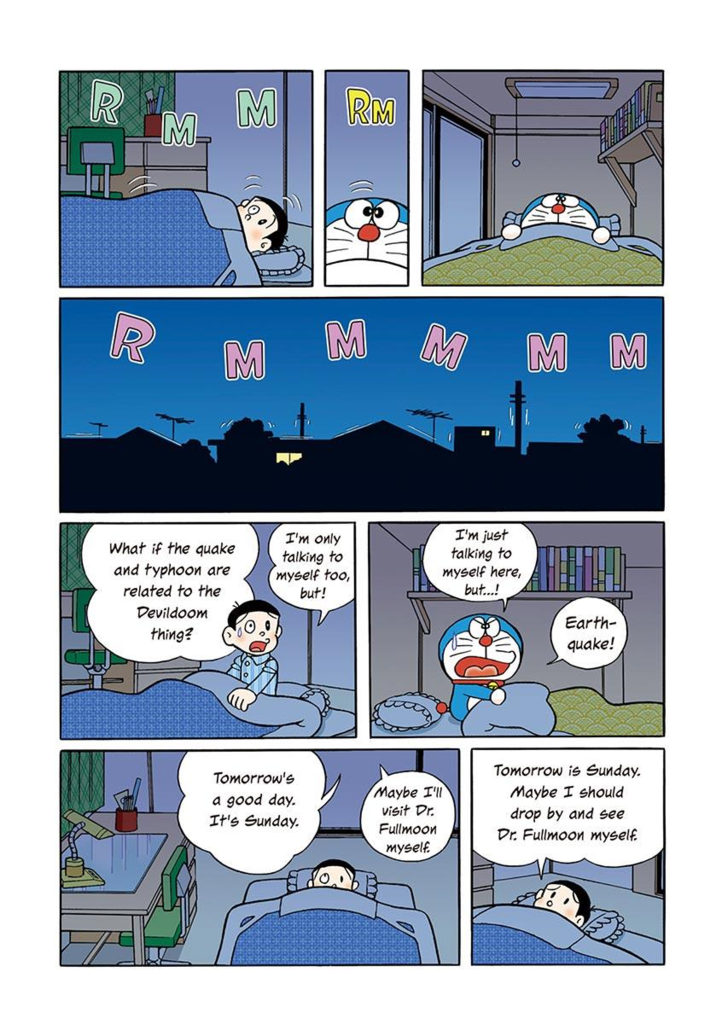 RM
R
M
M
R
M
M
M
M
M
Earth-
quake!
I'm just
talking to
myself here,
but...!
I'm only
talking to
myself too,
but!
What if the quake
and typhoon are
related to the
Devildoom
thing?
Tomorrow is Sunday.
Maybe I should
drop by and see
Dr. Fullmoon myself.
Maybe I'll
visit Dr.
Fullmoon
myself.
Tomorrow's
a good day.
It's Sunday.